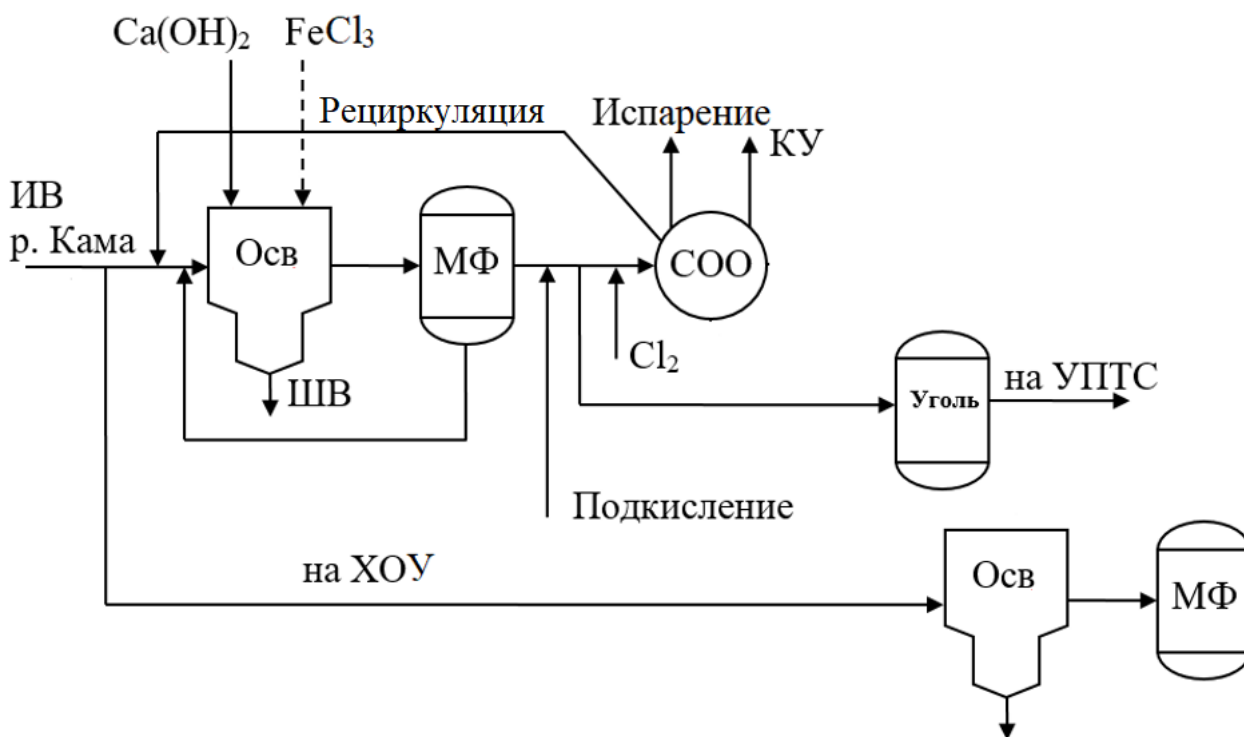 Ca(OH)₂
FeCl₃
Рециркуляция
Испарение
КУ
ИВ
р. Кама
Осв
МФ
СОО
ШВ
Cl₂
Уголь
на УПТС
Подкисление
на ХОУ
Осв
МФ